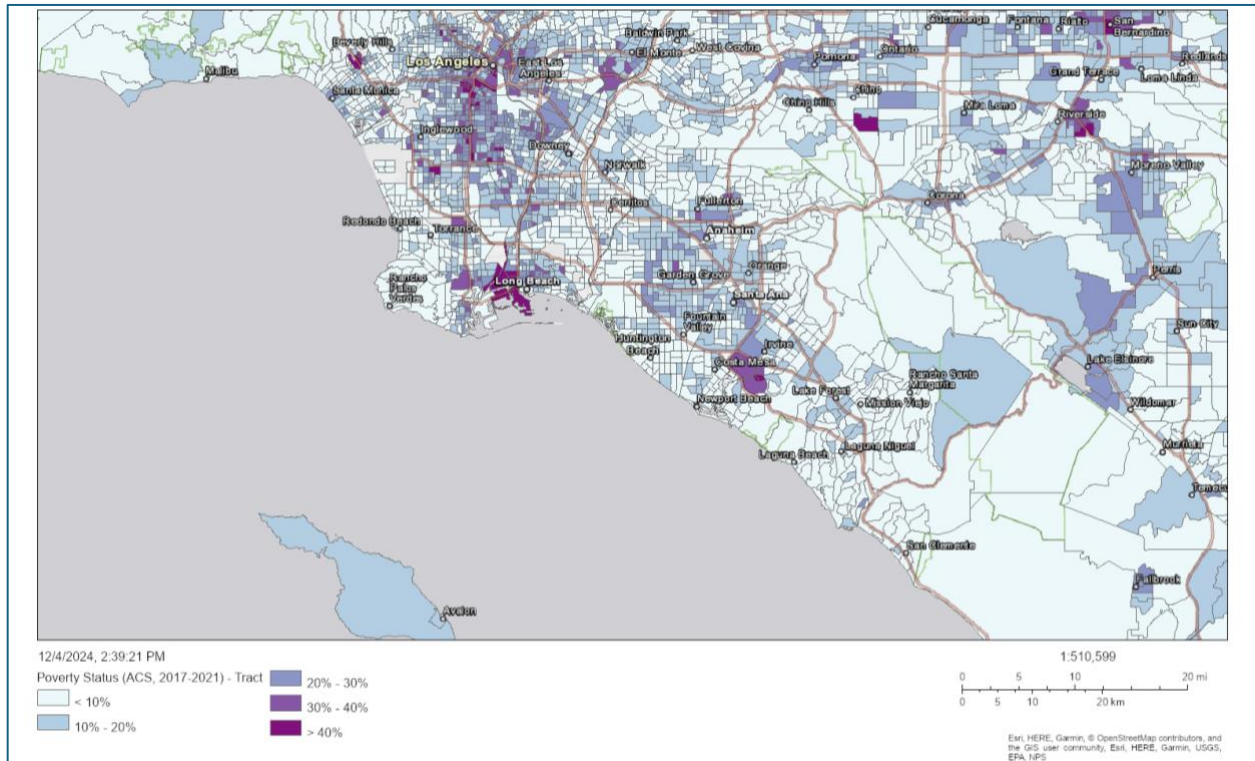 Cucamonga
Fontana
Rialto
San
Bernardino
Baldwin Park
Beverly Hills
El Monte
West Covina
Ontario
Redlands
Los Angeles
East Los
Angeles
Pomona
Grand Terrace
Loma Linda
Malibu
Santa Monica
Chino
Chino Hills
Mira Loma
Riverside
Inglewood
Downey
Norwalk
Moreno Valley
Cerritos
Fullerton
Corona
Redondo Beach
Torrance
Anaheim
Garden Grove
Orange
Perris
Rancho
Palos
Verdes
Long Beach
Santa Ana
Fountain
Valley
Sun City
Huntington
Beach
Irvine
Costa Mesa
Lake Elsinore
Rancho Santa
Margarita
Lake Forest
Mission Viejo
Newport Beach
Wildomar
Laguna Niguel
Laguna Beach
Murrieta
Temecu
San Clemente
Fallbrook
Avalon
12/4/2024, 2:39:21 PM
1:510,599
Poverty Status (ACS, 2017-2021) - Tract
< 10%
10% - 20%
20% - 30%
30% - 40%
> 40%
0 5 10 20 mi
0 5 10 20 km
Esri, HERE, Garmin, © OpenStreetMap contributors, and
the GIS user community, Esri, HERE, Garmin, USGS,
EPA, NPS